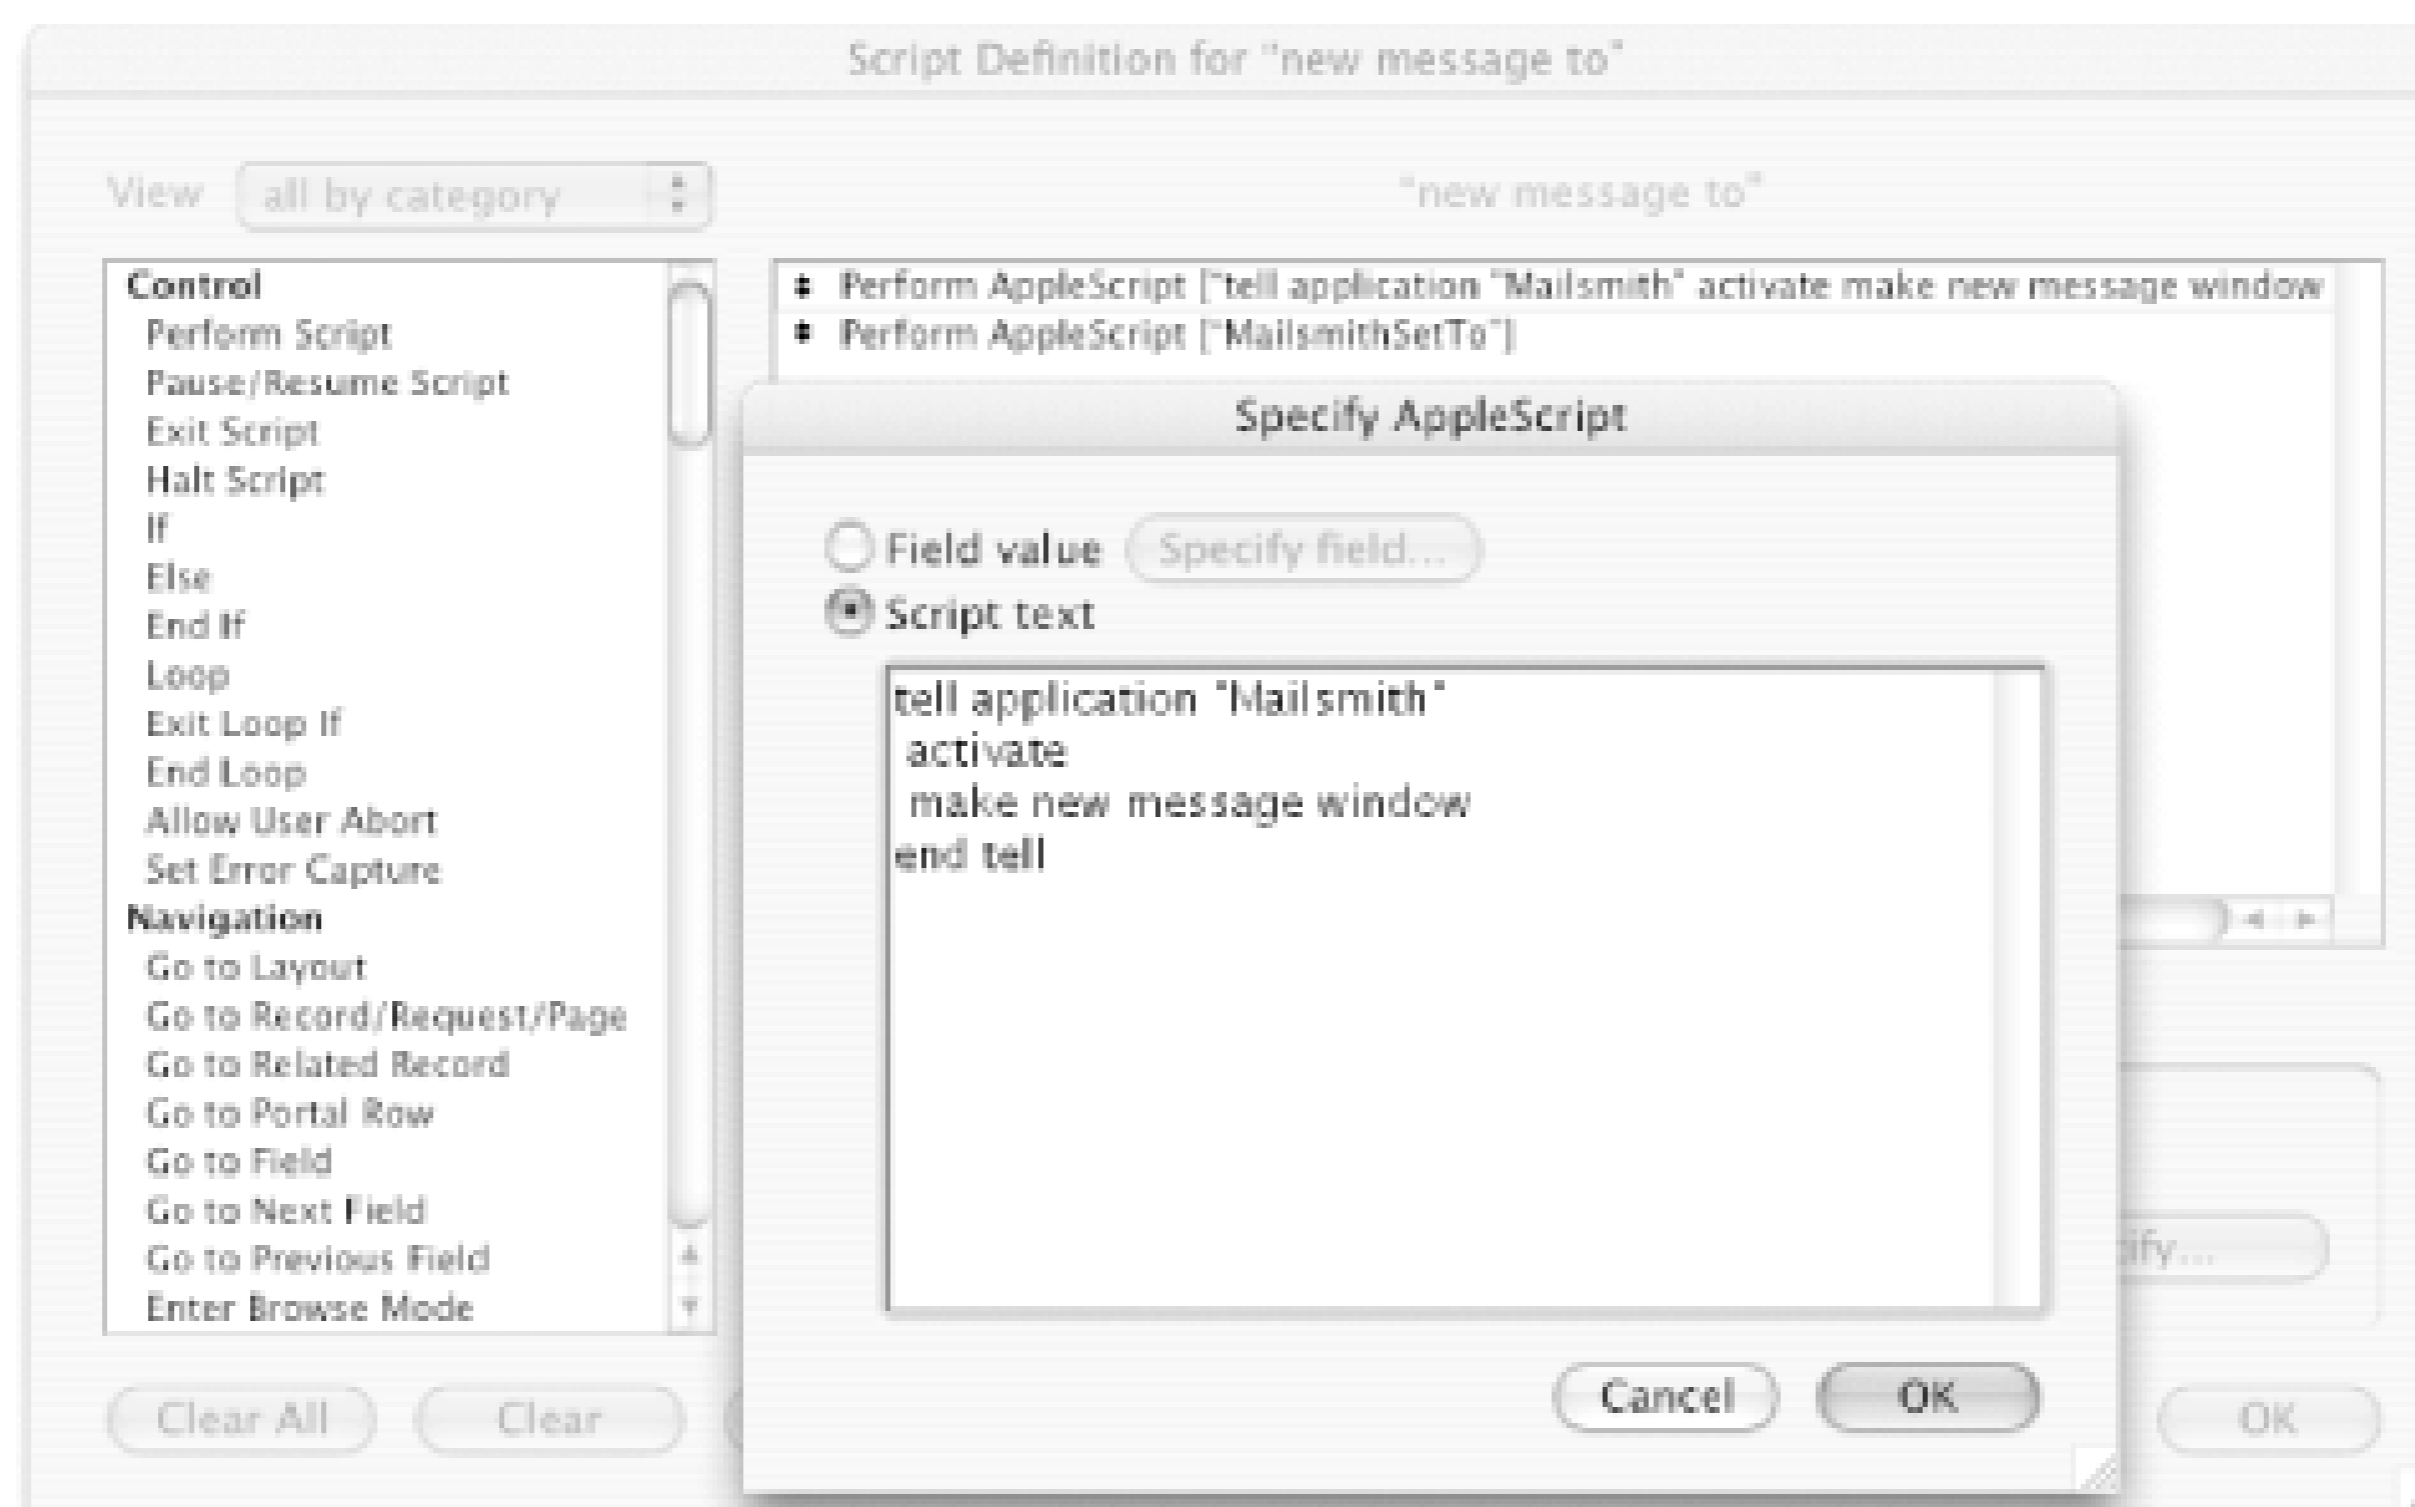 Script Definition for "new message to"
View all by category
"new message to"
Control
Perform Script
Pause/Resume Script
Exit Script
Halt Script
If
Else
End If
Loop
Exit Loop If
End Loop
Allow User Abort
Set Error Capture
Navigation
Go to Layout
Go to Record/Request/Page
Go to Related Record
Go to Portal Row
Go to Field
Go to Next Field
Go to Previous Field
Enter Browse Mode
Perform AppleScript ["tell application "Mailsmith" activate make new message window
Perform AppleScript ["MailsmithSetTo"]
Specify AppleScript
Field value Specify field...
Script text
tell application "Mailsmith"
activate
make new message window
end tell
Cancel OK
ify...
Clear All Clear OK